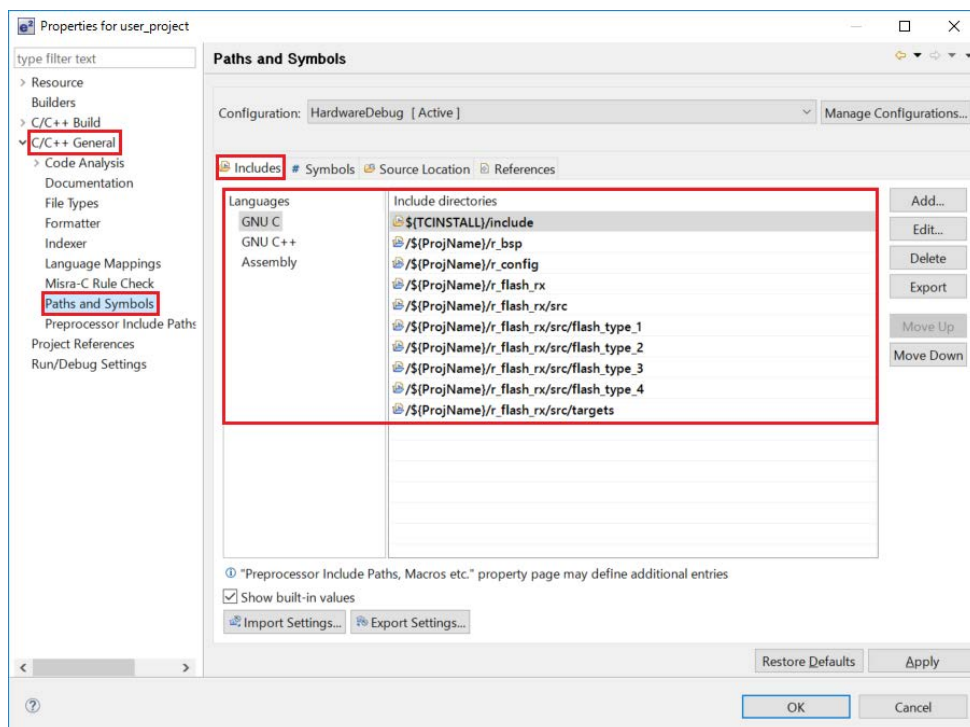 e² Properties for user_project
type filter text
Resource
Builders
C/C++ Build
C/C++ General
Code Analysis
Documentation
File Types
Formatter
Indexer
Language Mappings
Misra-C Rule Check
Paths and Symbols
Preprocessor Include Paths
Project References
Run/Debug Settings
Paths and Symbols
Configuration: HardwareDebug [ Active ]
Manage Configurations...
Includes # Symbols Source Location References
Languages
GNU C
GNU C++
Assembly
Include directories
${TCINSTALL}/include
/${ProjName}/r_bsp
/${ProjName}/r_config
/${ProjName}/r_flash_rx
/${ProjName}/r_flash_rx/src
/${ProjName}/r_flash_rx/src/flash_type_1
/${ProjName}/r_flash_rx/src/flash_type_2
/${ProjName}/r_flash_rx/src/flash_type_3
/${ProjName}/r_flash_rx/src/flash_type_4
/${ProjName}/r_flash_rx/src/targets
Add...
Edit...
Delete
Export
Move Up
Move Down
"Preprocessor Include Paths, Macros etc." property page may define additional entries
Show built-in values
Import Settings... Export Settings...
Restore Defaults Apply
OK Cancel